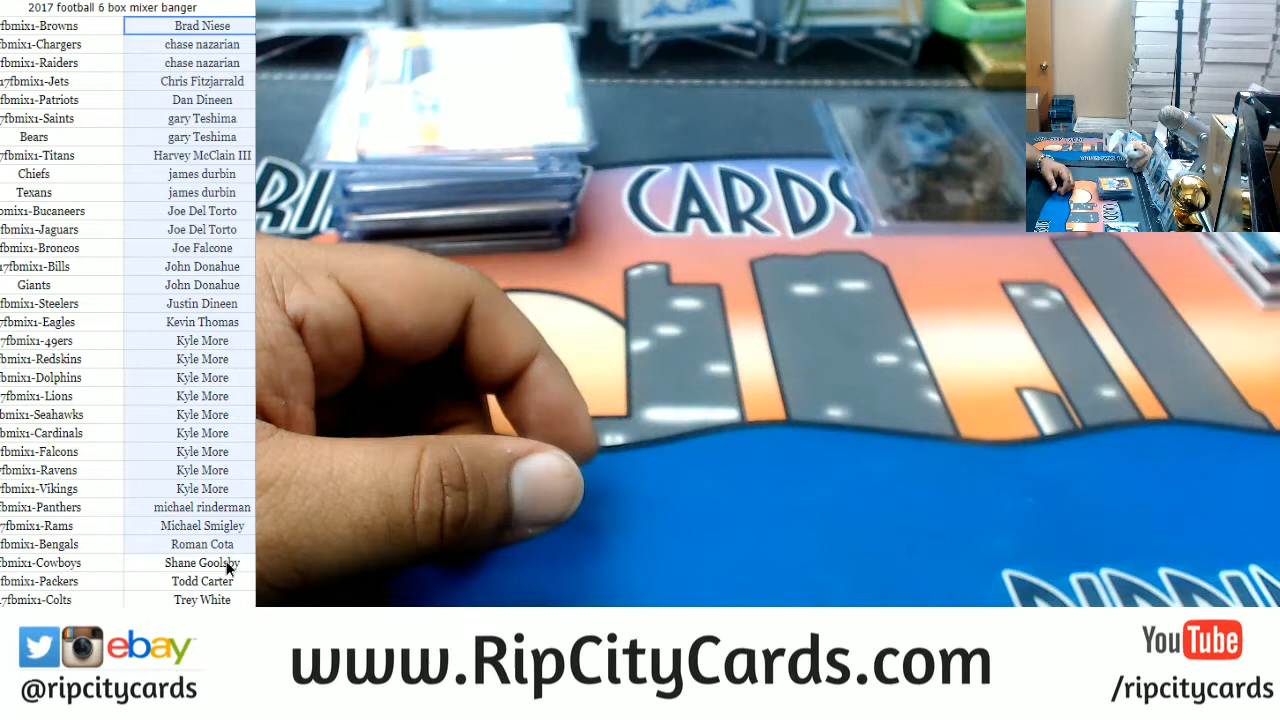 2017 football 6 box mixer banger
fbmix1-Browns Brad Niese
fbmix1-Chargers chase nazarian
fbmix1-Raiders chase nazarian
17fbmix1-Jets Chris Fitzjarrald
fbmix1-Patriots Dan Dineen
fbmix1-Saints gary Teshima
Bears gary Teshima
7fbmix1-Titans Harvey McClain III
Chiefs james durbin
Texans james durbin
bmix1-Bucaneers Joe Del Torto
fbmix1-Jaguars Joe Del Torto
fbmix1-Broncos Joe Falcone
17fbmix1-Bills John Donahue
Giants John Donahue
fbmix1-Steelers Justin Dineen
7fbmix1-Eagles Kevin Thomas
7fbmix1-49ers Kyle More
fbmix1-Redskins Kyle More
fbmix1-Dolphins Kyle More
7fbmix1-Lions Kyle More
bmix1-Seahawks Kyle More
bmix1-Cardinals Kyle More
7fbmix1-Falcons Kyle More
7fbmix1-Ravens Kyle More
7fbmix1-Vikings Kyle More
fbmix1-Panthers michael rinderman
7fbmix1-Rams Michael Smigley
fbmix1-Bengals Roman Cota
fbmix1-Cowboys Shane Goolsby
fbmix1-Packers Todd Carter
17fbmix1-Colts Trey White
RI CARDS
ebay
@ripcitycards
www.RipCityCards.com
YouTube
/ripcitycards